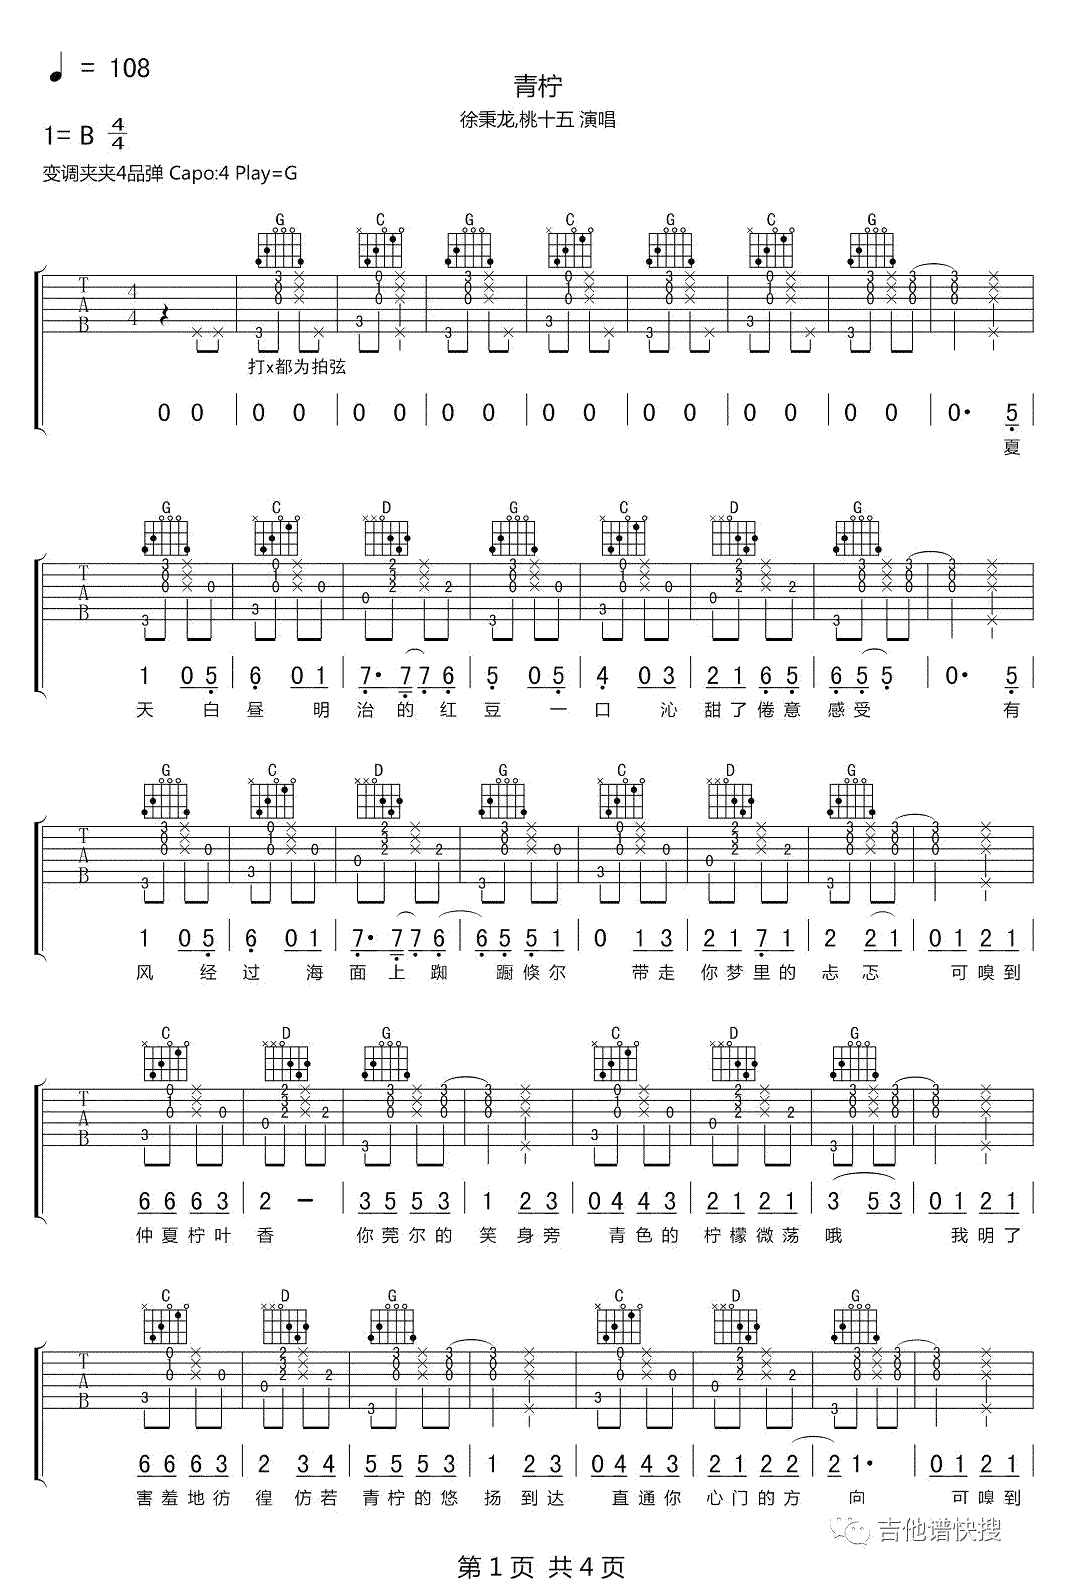 ♩ = 108
青柠
徐秉龙,桃十五 演唱
1= B 4/4
变调夹夹4品弹 Capo:4 Play=G
G C G C G C G
打x都为拍弦
0 0 | 0 0 | 0 0 | 0 0 | 0 0 | 0 0 | 0 0 | 0 0 | 0· 5
夏
G C D G C D G
1 0 5 | 6 0 1 | 7· 7 7 6 | 5 0 5 | 4 0 3 | 2 1 6 5 | 6 5 5 | 0· 5
天 白 昼 明 治 的 红 豆 一 口 沁 甜 了 倦 意 感 受 有
G C D G C D G
1 0 5 | 6 0 1 | 7· 7 7 6 | 6 5 5 1 | 0 1 3 | 2 1 7 1 | 2 2 1 | 0 1 2 1
风 经 过 海 面 上 踟 蹰 倏 尔 带 走 你 梦 里 的 忐 忑 可 嗅 到
C D G C D G
6 6 6 3 | 2 – | 3 5 5 3 | 1 2 3 | 0 4 4 3 | 2 1 2 1 | 3 5 3 | 0 1 2 1
仲 夏 柠 叶 香 你 莞 尔 的 笑 身 旁 青 色 的 柠 檬 微 荡 哦 我 明 了
C D G C D G
6 6 6 3 | 2 3 4 | 5 5 5 3 | 1 2 3 | 0 4 4 3 | 2 1 2 2 | 2 1· | 0 1 2 1
害 羞 地 彷 徨 仿 若 青 柠 的 悠 扬 到 达 直 通 你 心 门 的 方 向 可 嗅 到
吉他谱快搜
第 1 页 共 4 页